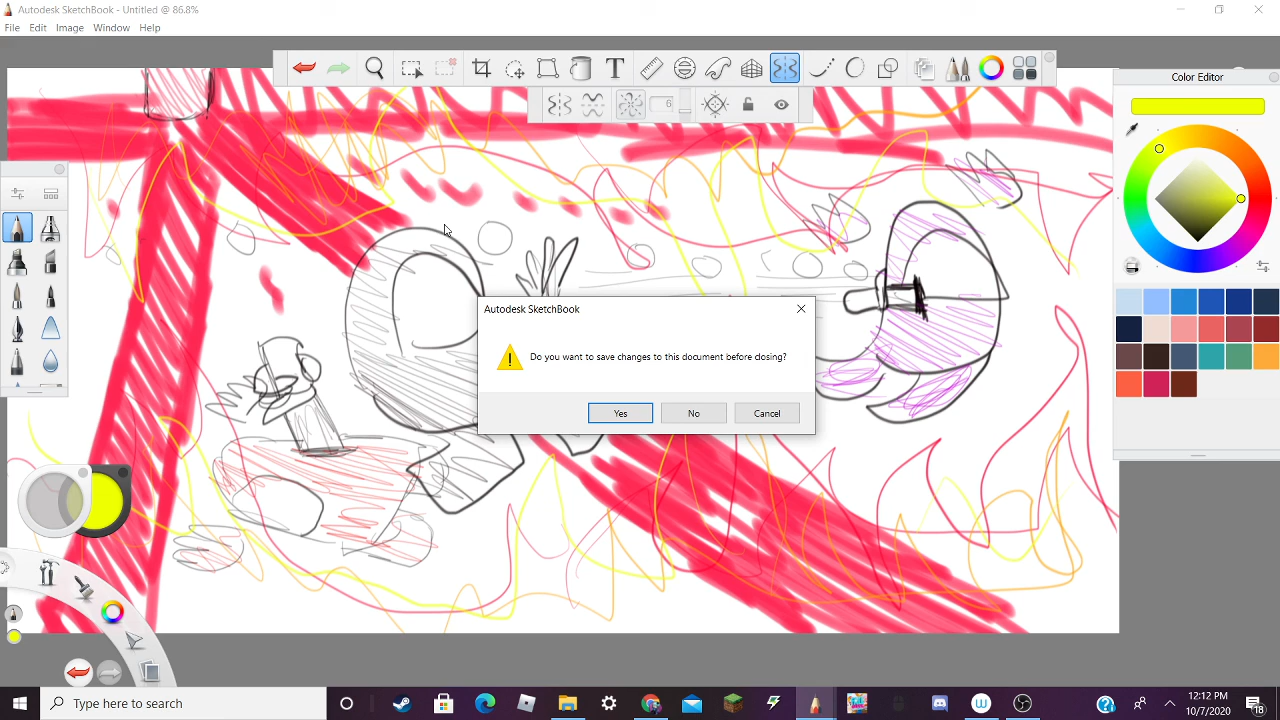 Autodesk SketchBook - Untitled @ 86.8%
File Edit Image Window Help
T
6
Color Editor
Autodesk SketchBook
Do you want to save changes to this document before closing?
Yes No Cancel
Type here to search
12:12 PM
10/7/2020
18